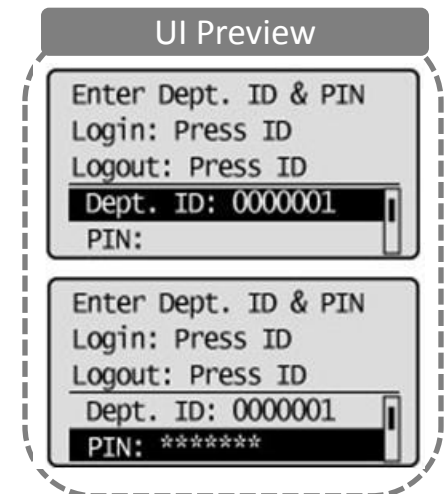 UI Preview
Enter Dept. ID & PIN
Login: Press ID
Logout: Press ID
Dept. ID: 0000001
PIN:
Enter Dept. ID & PIN
Login: Press ID
Logout: Press ID
Dept. ID: 0000001
PIN: *******